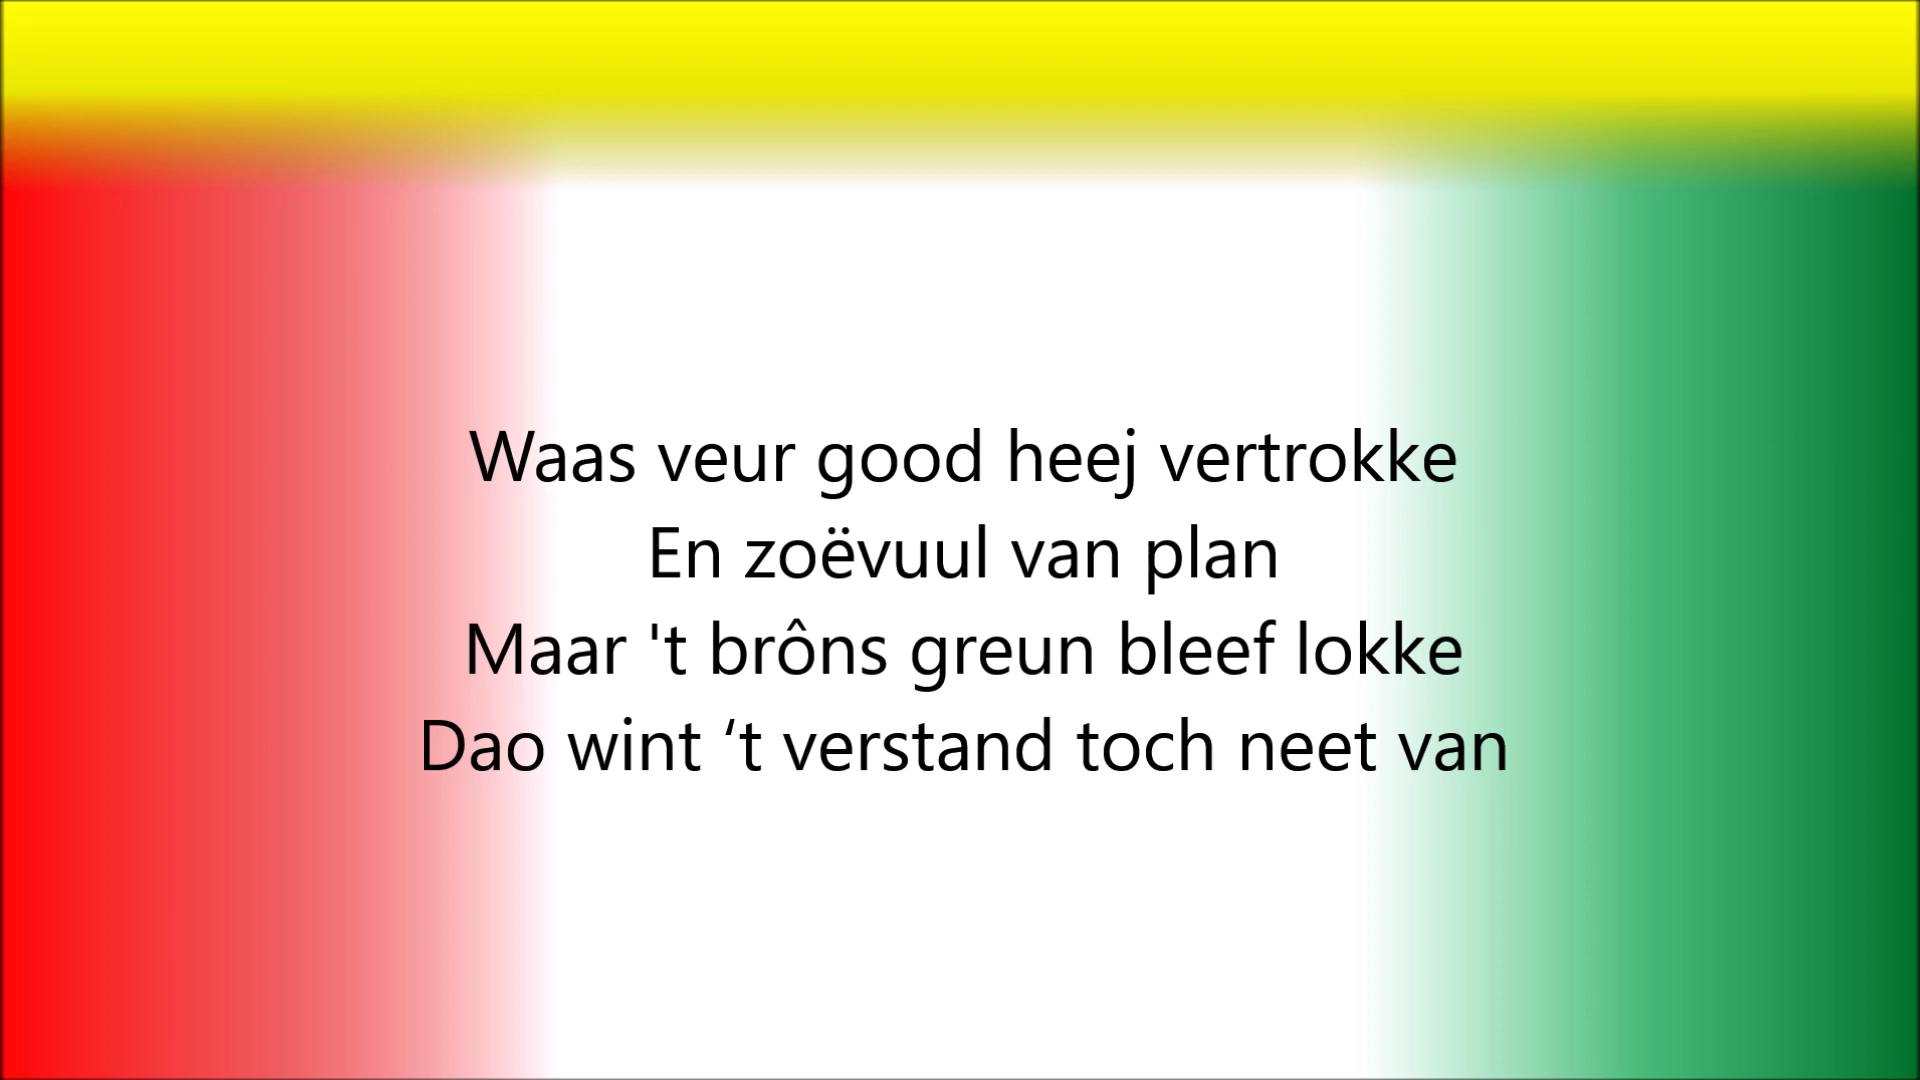 Waas veur good heej vertrokke
En zoëvuul van plan
Maar 't brôns greun bleef lokke
Dao wint ‘t verstand toch neet van